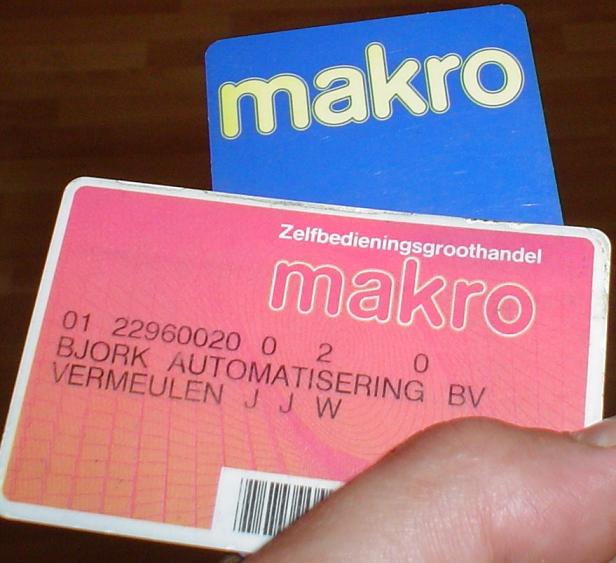 makro
Zelfbedieningsgroothandel
makro
01 22960020 0 2 0
BJORK AUTOMATISERING BV
VERMEULEN J J W